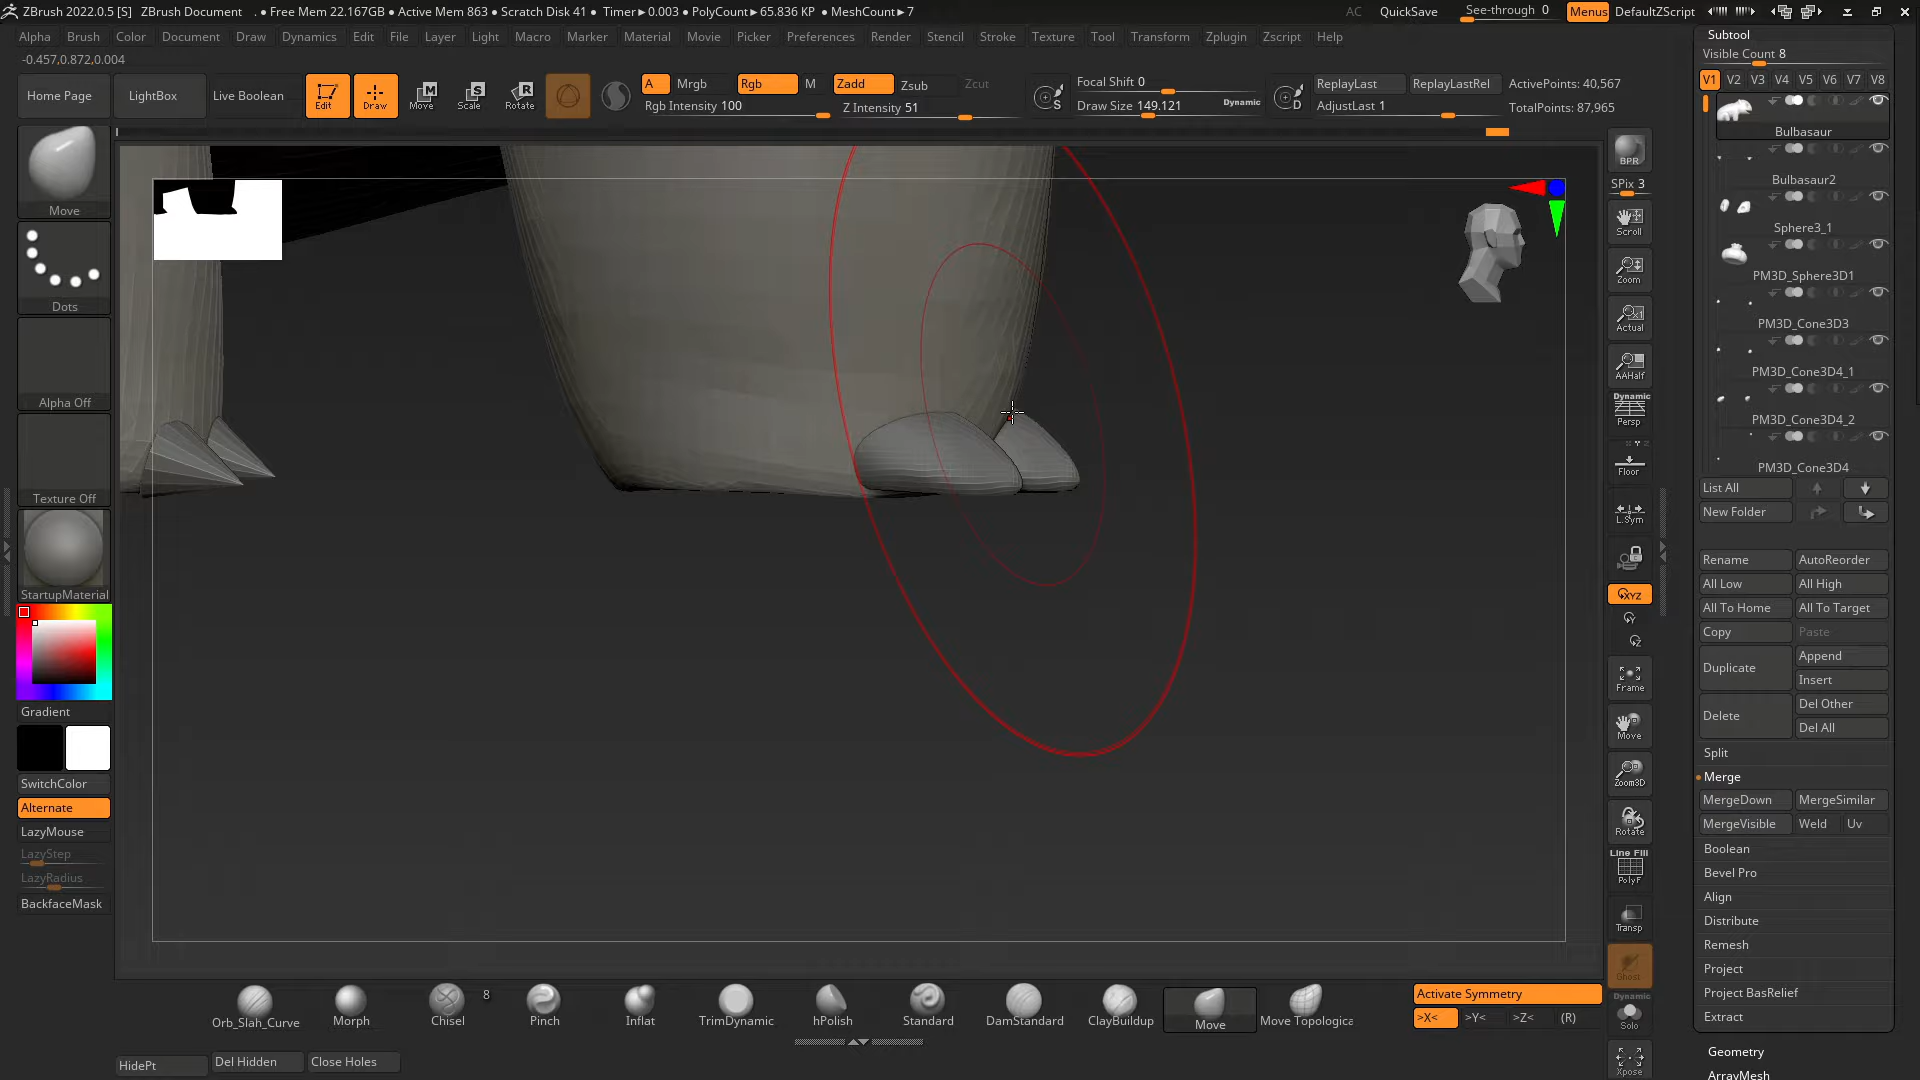 ZBrush 2022.0.5 [S] ZBrush Document . ● Free Mem 22.167GB ● Active Mem 863 ● Scratch Disk 41 ● Timer►0.003 ● PolyCount►65.836 KP ● MeshCount►7 AC QuickSave See-through 0 Menus DefaultZScript
Alpha Brush Color Document Draw Dynamics Edit File Layer Light Macro Marker Material Movie Picker Preferences Render Stencil Stroke Texture Tool Transform Zplugin Zscript Help
-0.457,0.872,0.004
Home Page LightBox Live Boolean Edit Draw Move Scale Rotate
A Mrgb Rgb M Zadd Zsub Zcut
Rgb Intensity 100 Z Intensity 51
S Focal Shift 0
Draw Size 149.121 Dynamic
D ReplayLast ReplayLastRel
AdjustLast 1
ActivePoints: 40,567
TotalPoints: 87,965
Move
Dots
Alpha Off
Texture Off
StartupMaterial
Gradient
SwitchColor
Alternate
LazyMouse
LazyStep
LazyRadius
BackfaceMask
BPR
SPix 3
Scroll
Zoom
Actual
AAHalf
Dynamic
Persp
Floor
L.Sym
XYZ
Frame
Move
Zoom3D
Rotate
Line Fill
PolyF
Transp
Ghost
Dynamic
Solo
Xpose
Subtool
Visible Count 8
V1 V2 V3 V4 V5 V6 V7 V8
Bulbasaur
Bulbasaur2
Sphere3_1
PM3D_Sphere3D1
PM3D_Cone3D3
PM3D_Cone3D4_1
PM3D_Cone3D4_2
PM3D_Cone3D4
List All
New Folder
Rename AutoReorder
All Low All High
All To Home All To Target
Copy Paste
Duplicate Append
Insert
Delete Del Other
Del All
Split
Merge
MergeDown MergeSimilar
MergeVisible Weld Uv
Boolean
Bevel Pro
Align
Distribute
Remesh
Project
Project BasRelief
Extract
Geometry
ArrayMesh
8
Orb_Slah_Curve Morph Chisel Pinch Inflat TrimDynamic hPolish Standard DamStandard ClayBuildup Move Move Topologica
Activate Symmetry
>X< >Y< >Z< (R)
HidePt Del Hidden Close Holes